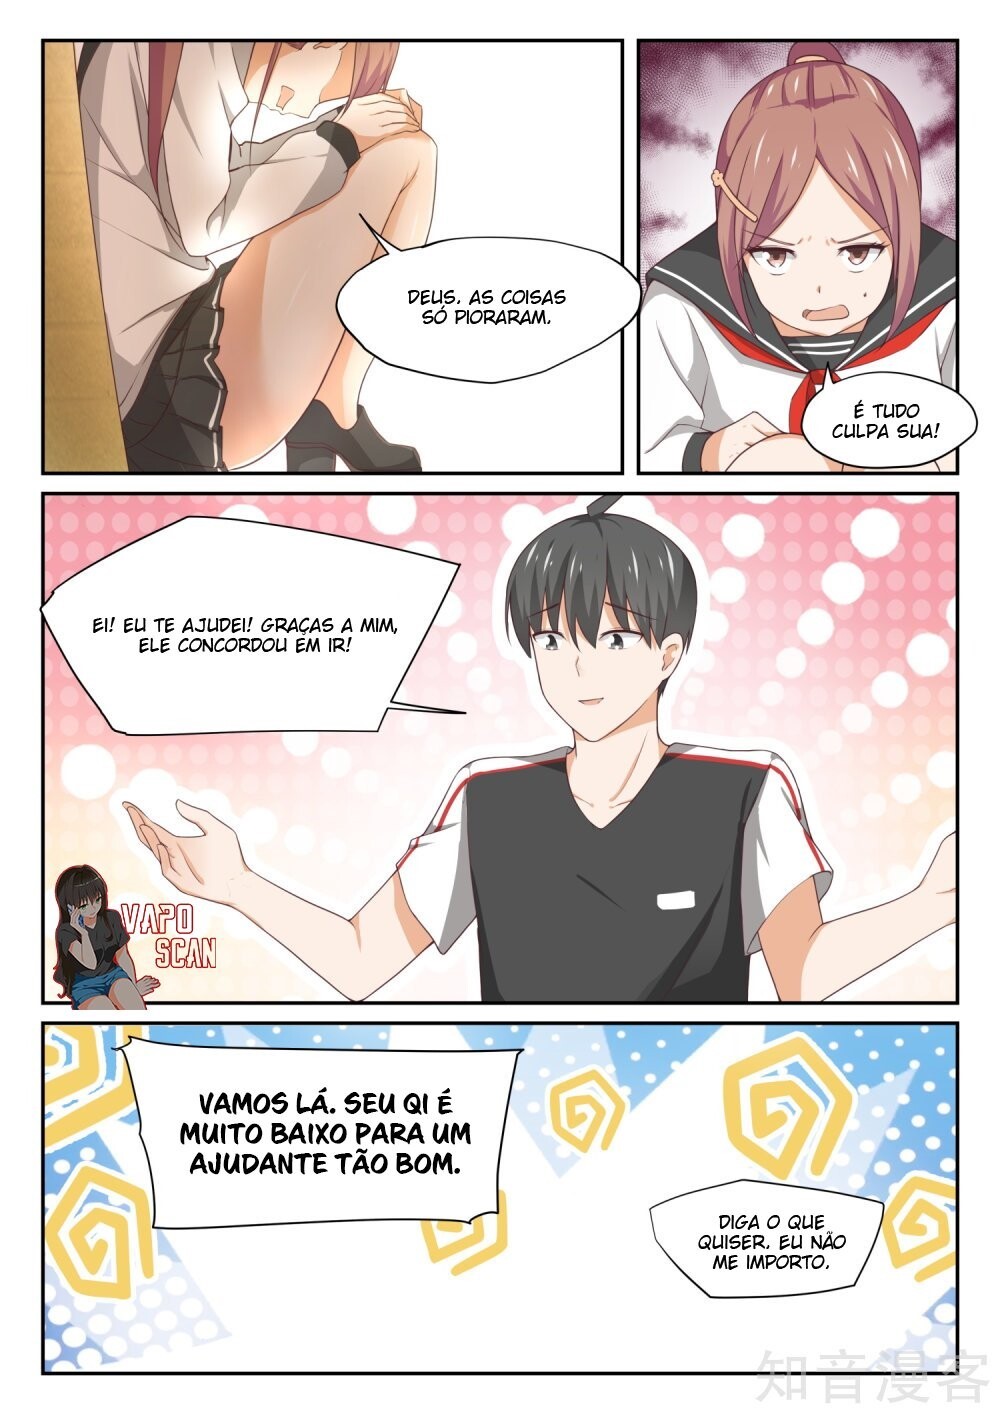 DEUS. AS COISAS
SÓ PIORARAM.
É TUDO
CULPA SUA!
EI! EU TE AJUDEI! GRAÇAS A MIM,
ELE CONCORDOU EM IR!
VAPO
SCAN
VAMOS LÁ. SEU QI É
MUITO BAIXO PARA UM
AJUDANTE TÃO BOM.
DIGA O QUE
QUISER. EU NÃO
ME IMPORTO.
知音漫客